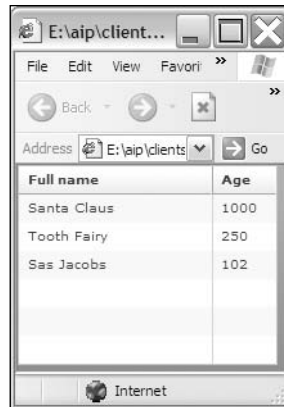 E:\aip\client...
File Edit View Favori »
Back »
Address E:\aip\clients Go
Full name Age
Santa Claus 1000
Tooth Fairy 250
Sas Jacobs 102
Internet